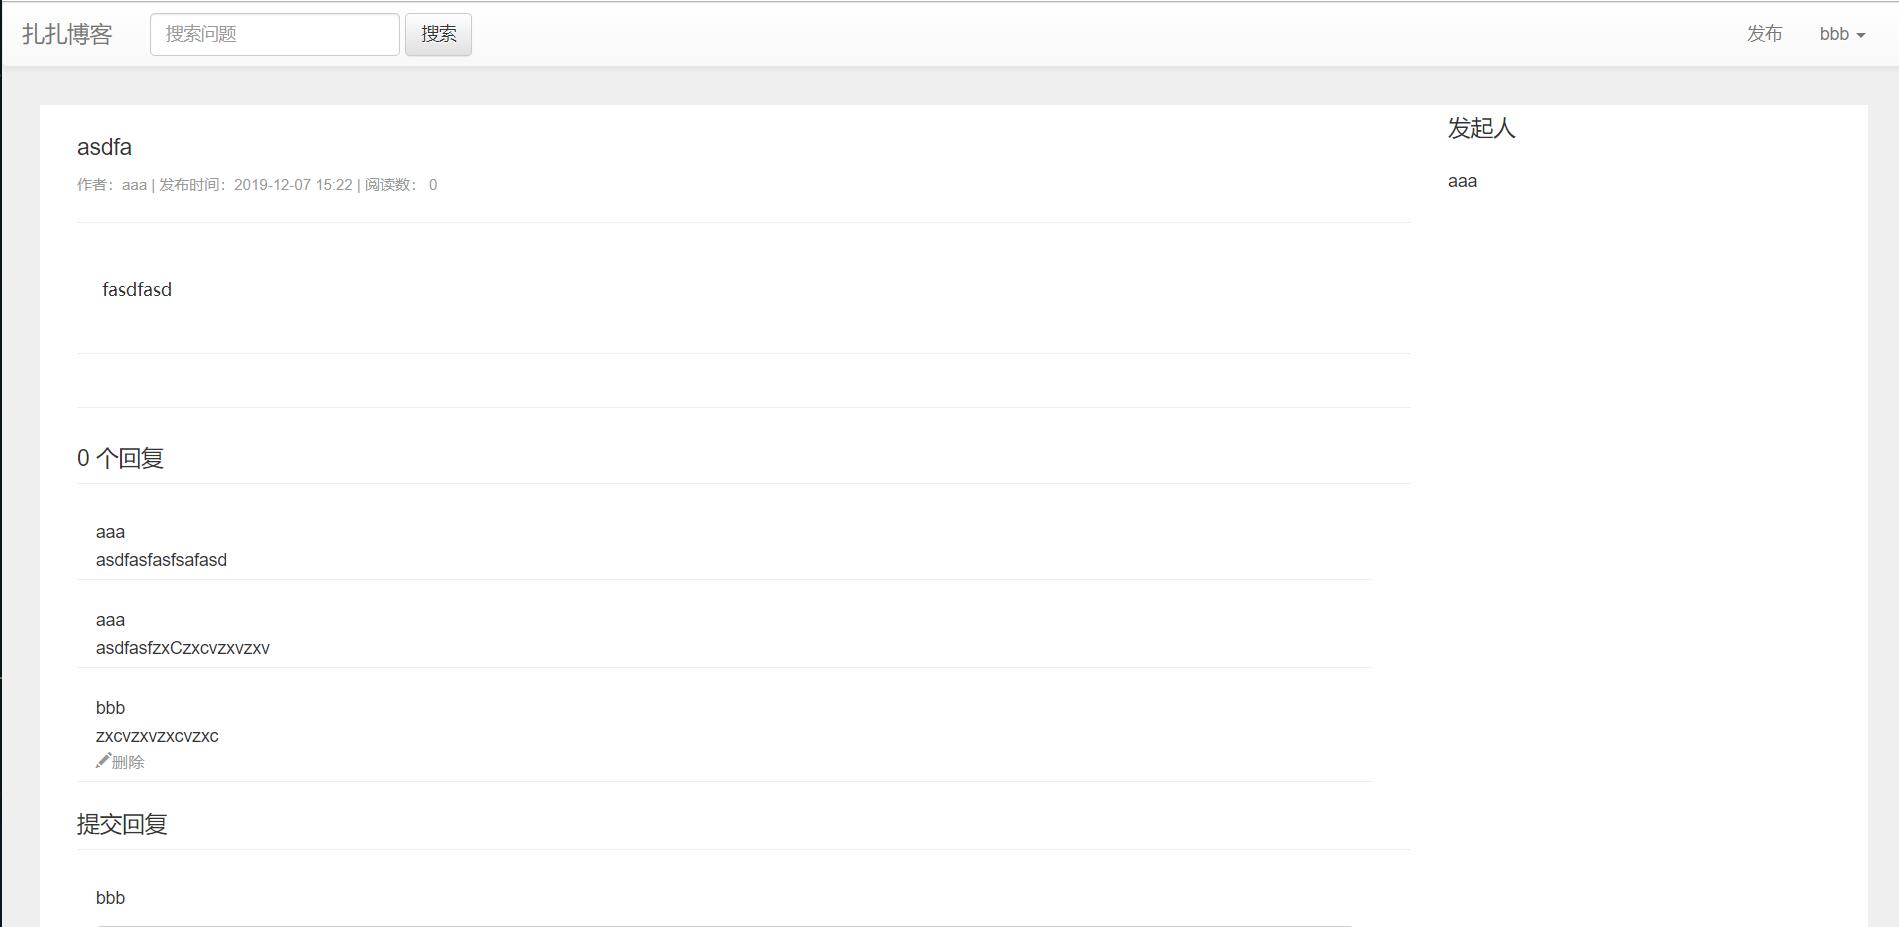 扎扎博客 搜索问题 搜索 发布 bbb
asdfa
作者：aaa | 发布时间：2019-12-07 15:22 | 阅读数： 0
fasdfasd
0 个回复
aaa
asdfasfasfsafasd
aaa
asdfasfzxCzxcvzxvzxv
bbb
zxcvzxvzxcvzxc
删除
提交回复
bbb
发起人
aaa